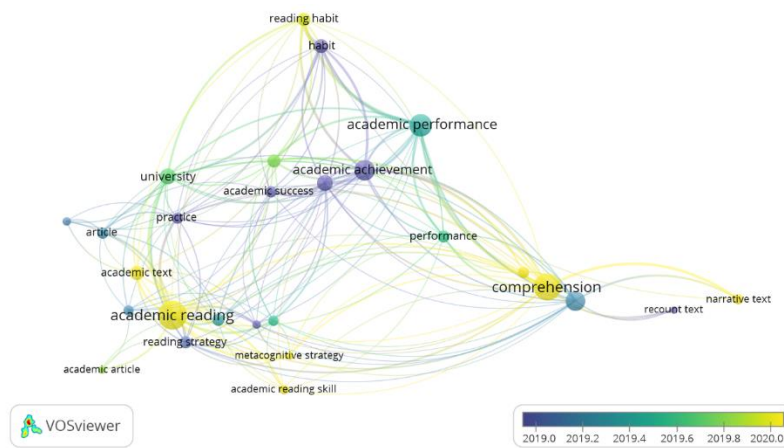 reading habit
habit
academic performance
academic achievement
university
academic success
practice
article
performance
academic text
comprehension
narrative text
recount text
academic reading
reading strategy
metacognitive strategy
academic article
academic reading skill
VOSviewer
2019.0 2019.2 2019.4 2019.6 2019.8 2020.0